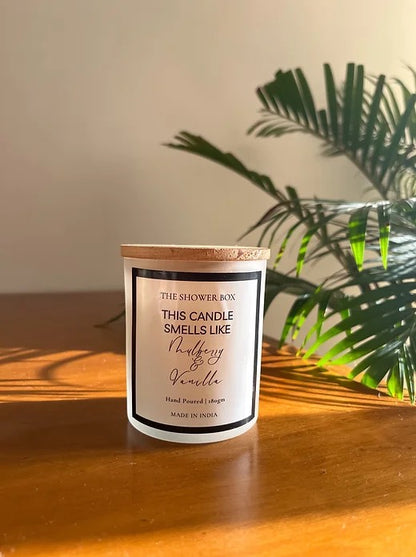 THE SHOWER BOX
THIS CANDLE
SMELLS LIKE
Mulberry
&
Vanilla
Hand Poured | 180gm
MADE IN INDIA